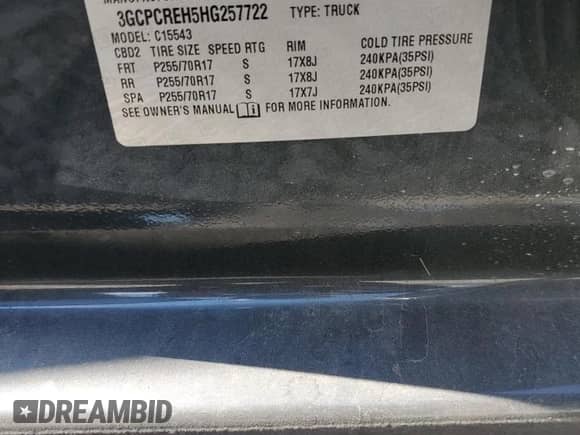 3GCPCREH5HG257722 TYPE: TRUCK
MODEL: C15543
CBD2 TIRE SIZE SPEED RTG RIM COLD TIRE PRESSURE
FRT P255/70R17 S 17X8J 240KPA(35PSI)
RR P255/70R17 S 17X8J 240KPA(35PSI)
SPA P255/70R17 S 17X7J 240KPA(35PSI)
SEE OWNER'S MANUAL FOR MORE INFORMATION.
DREAMBID